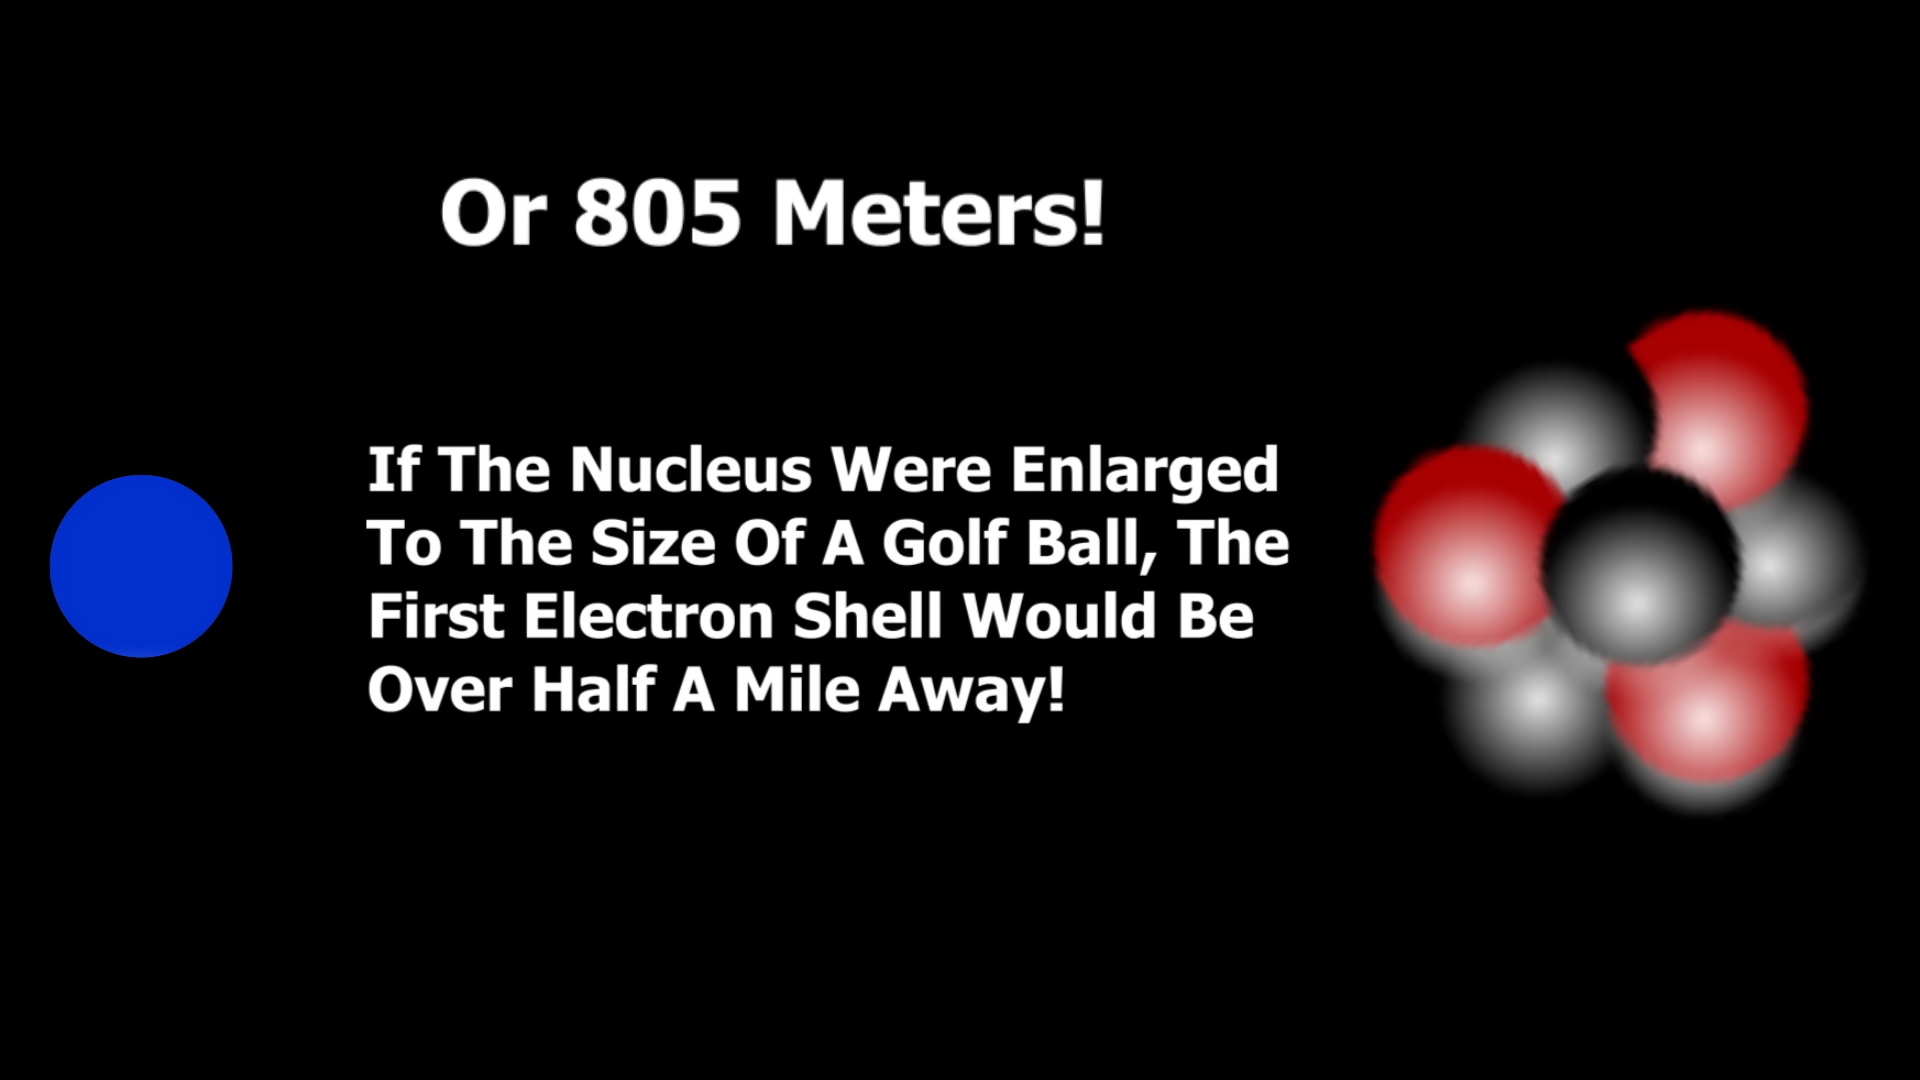 Or 805 Meters!
If The Nucleus Were Enlarged
To The Size Of A Golf Ball, The
First Electron Shell Would Be
Over Half A Mile Away!